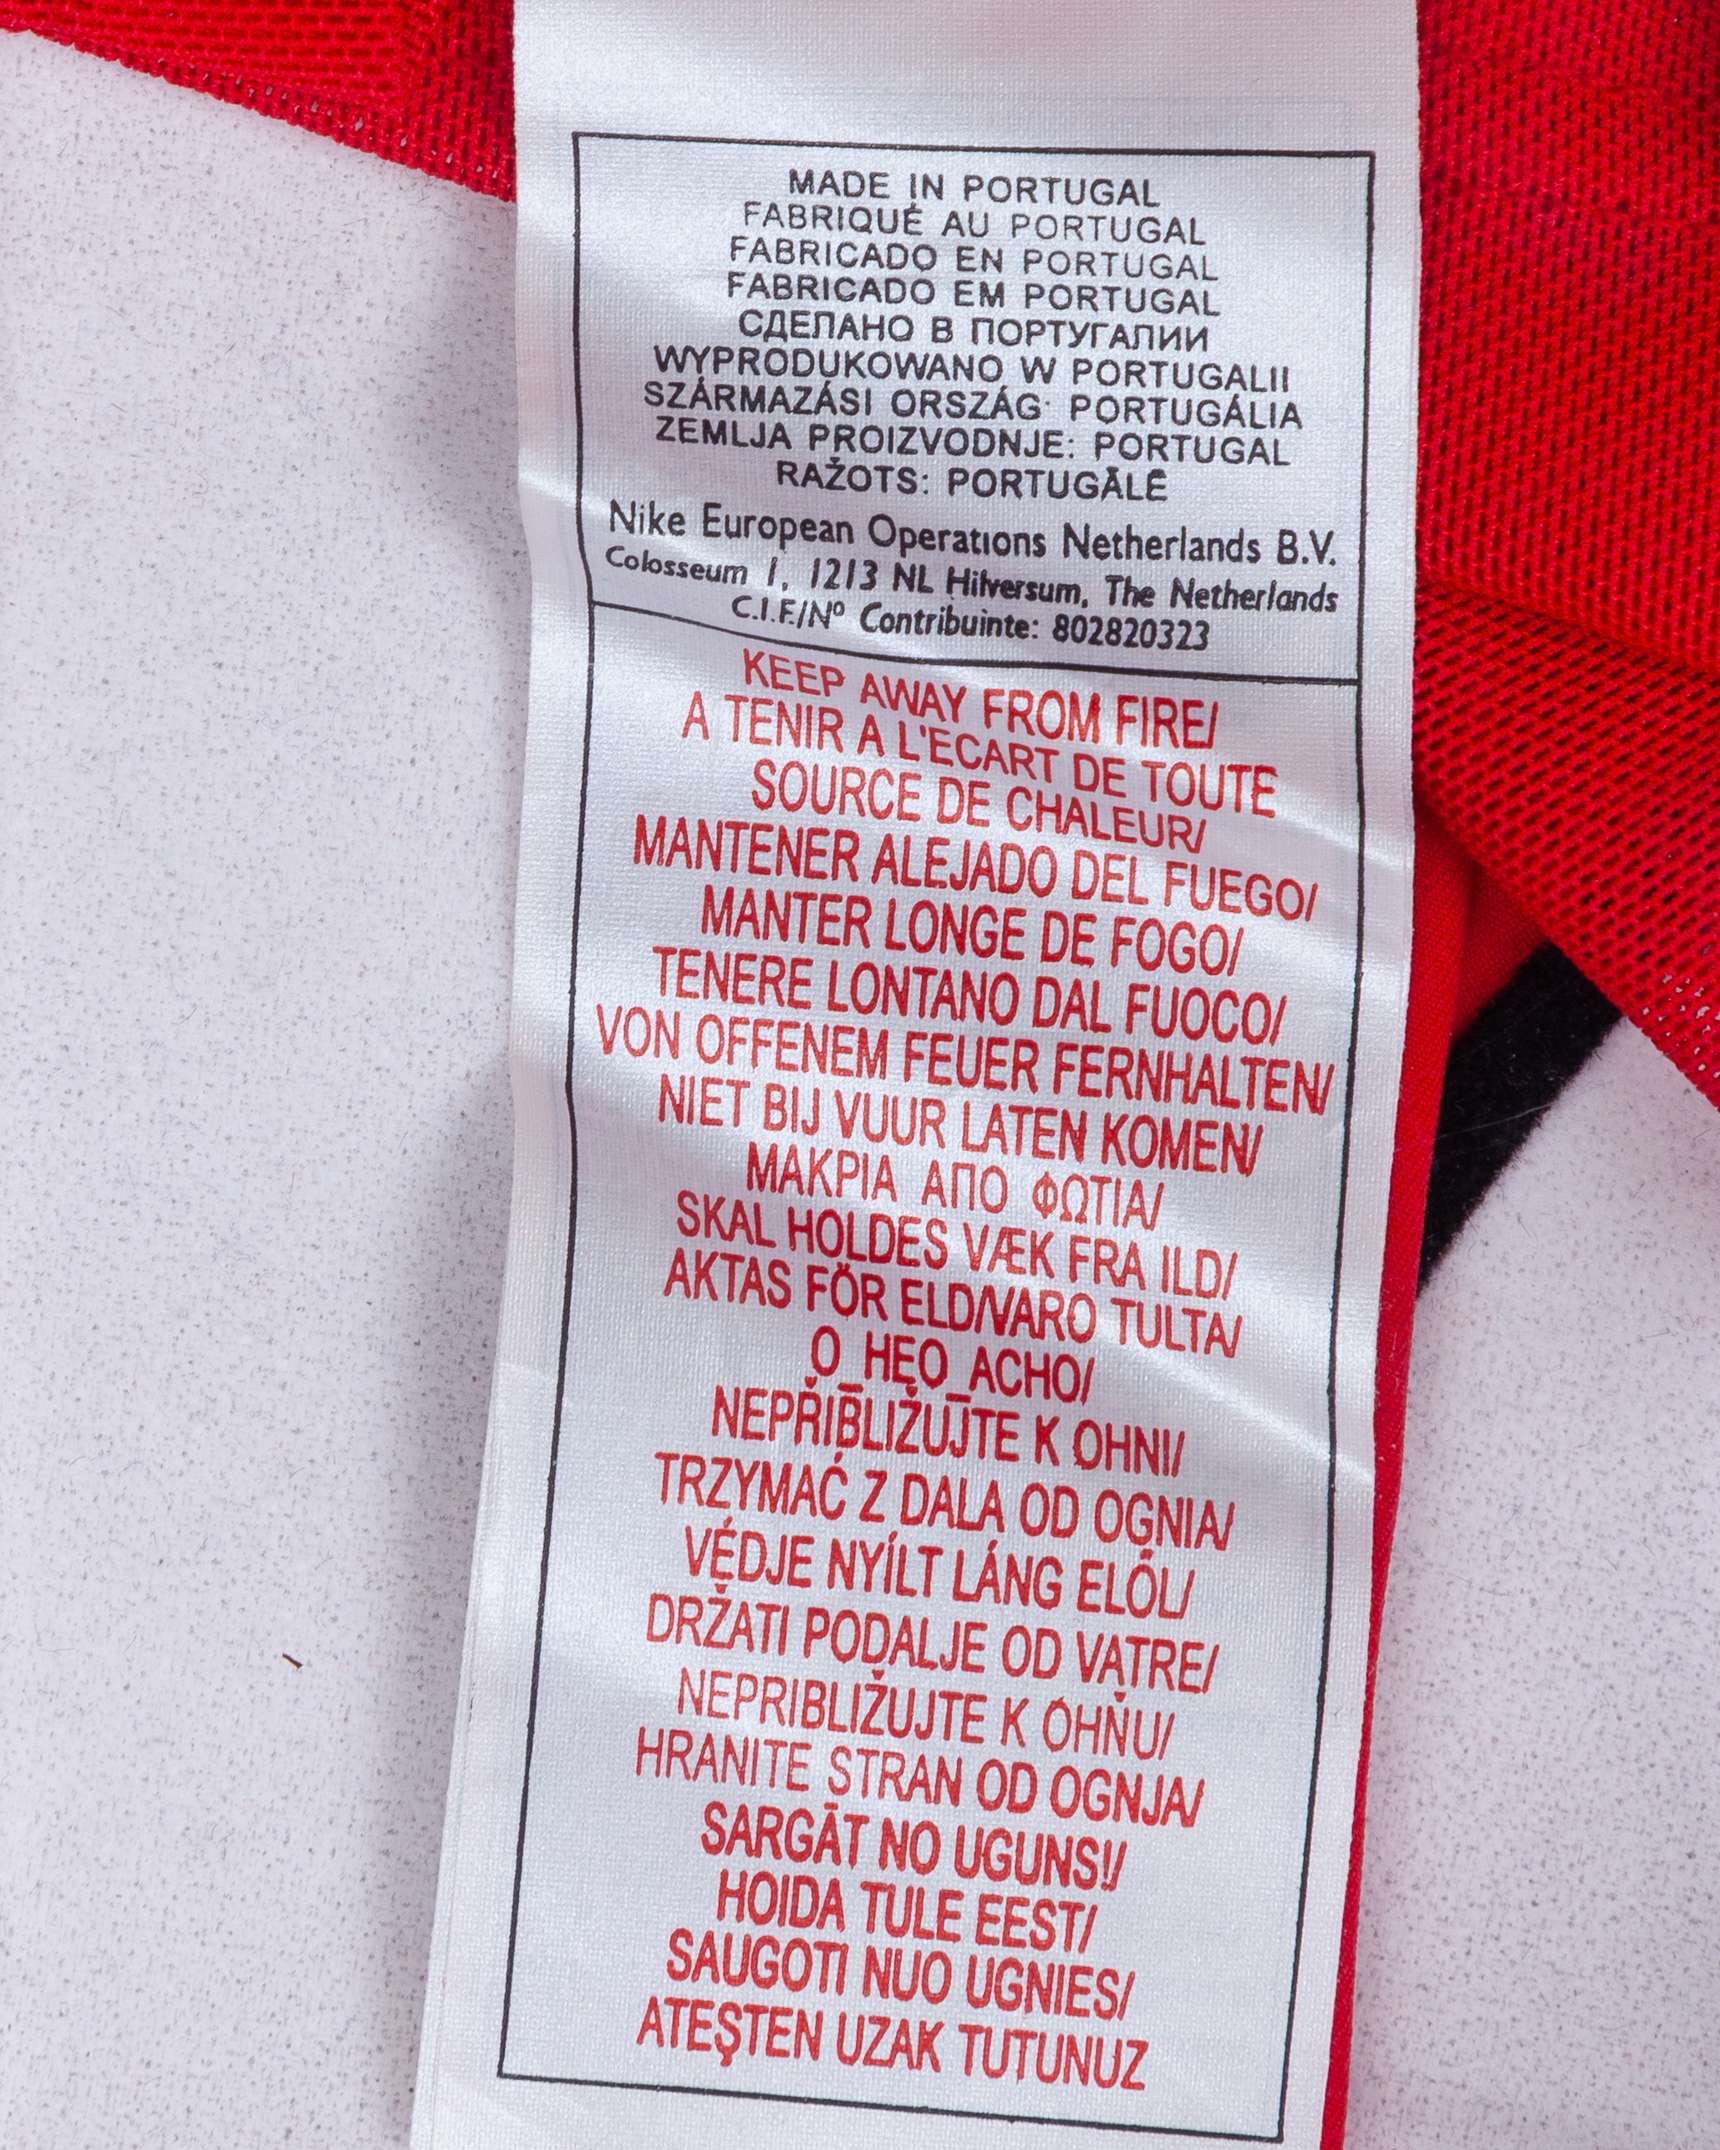 MADE IN PORTUGAL
FABRIQUÉ AU PORTUGAL
FABRICADO EN PORTUGAL
FABRICADO EM PORTUGAL
СДЕЛАНО В ПОРТУГАЛИИ
WYPRODUKOWANO W PORTUGALII
SZÁRMAZÁSI ORSZÁG: PORTUGÁLIA
ZEMLJA PROIZVODNJE: PORTUGAL
RAŽOTS: PORTUGĀLĒ
Nike European Operations Netherlands B.V.
Colosseum 1, 1213 NL Hilversum, The Netherlands
C.I.F./Nº Contribuinte: 802820323
KEEP AWAY FROM FIRE/
A TENIR A L'ECART DE TOUTE
SOURCE DE CHALEUR/
MANTENER ALEJADO DEL FUEGO/
MANTER LONGE DE FOGO/
TENERE LONTANO DAL FUOCO/
VON OFFENEM FEUER FERNHALTEN/
NIET BIJ VUUR LATEN KOMEN/
ΜΑΚΡΙΑ ΑΠΟ ΦΩΤΙΑ/
SKAL HOLDES VÆK FRA ILD/
AKTAS FÖR ELD/VARO TULTA/
O_HEO_ACHO/
NEPŘIBLIŽUJTE K OHNI/
TRZYMAĆ Z DALA OD OGNIA/
VÉDJE NYÍLT LÁNG ELŐL/
DRŽATI PODALJE OD VATRE/
NEPRIBLIŽUJTE K OHŇU/
HRANITE STRAN OD OGNJA/
SARGĀT NO UGUNS!/
HOIDA TULE EEST/
SAUGOTI NUO UGNIES/
ATEŞTEN UZAK TUTUNUZ